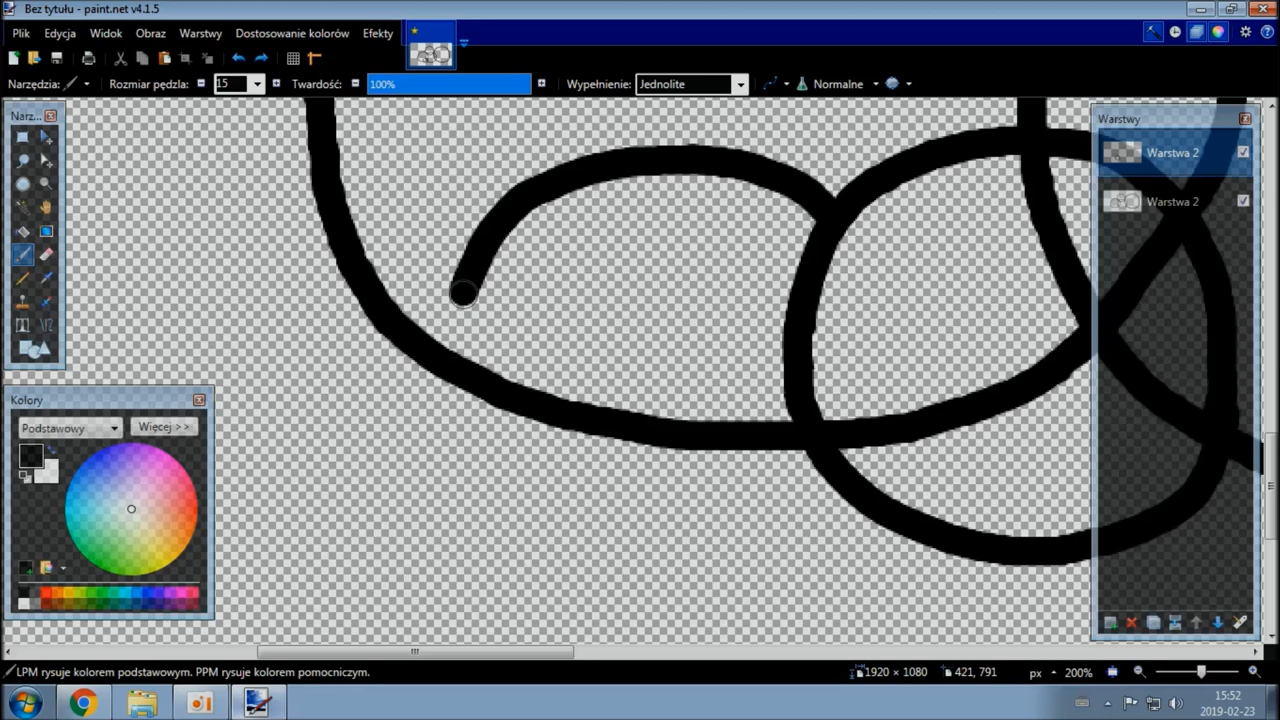 Bez tytułu - paint.net v4.1.5
Plik Edycja Widok Obraz Warstwy Dostosowanie kolorów Efekty
Narzędzia: Rozmiar pędzla: 15 Twardość: 100% Wypełnienie: Jednolite Normalne
Narz...
Warstwy
Warstwa 2
Warstwa 2
Kolory
Podstawowy Więcej >>
LPM rysuje kolorem podstawowym. PPM rysuje kolorem pomocniczym. 1920 × 1080 421, 791 px 200%
15:52
2019-02-23